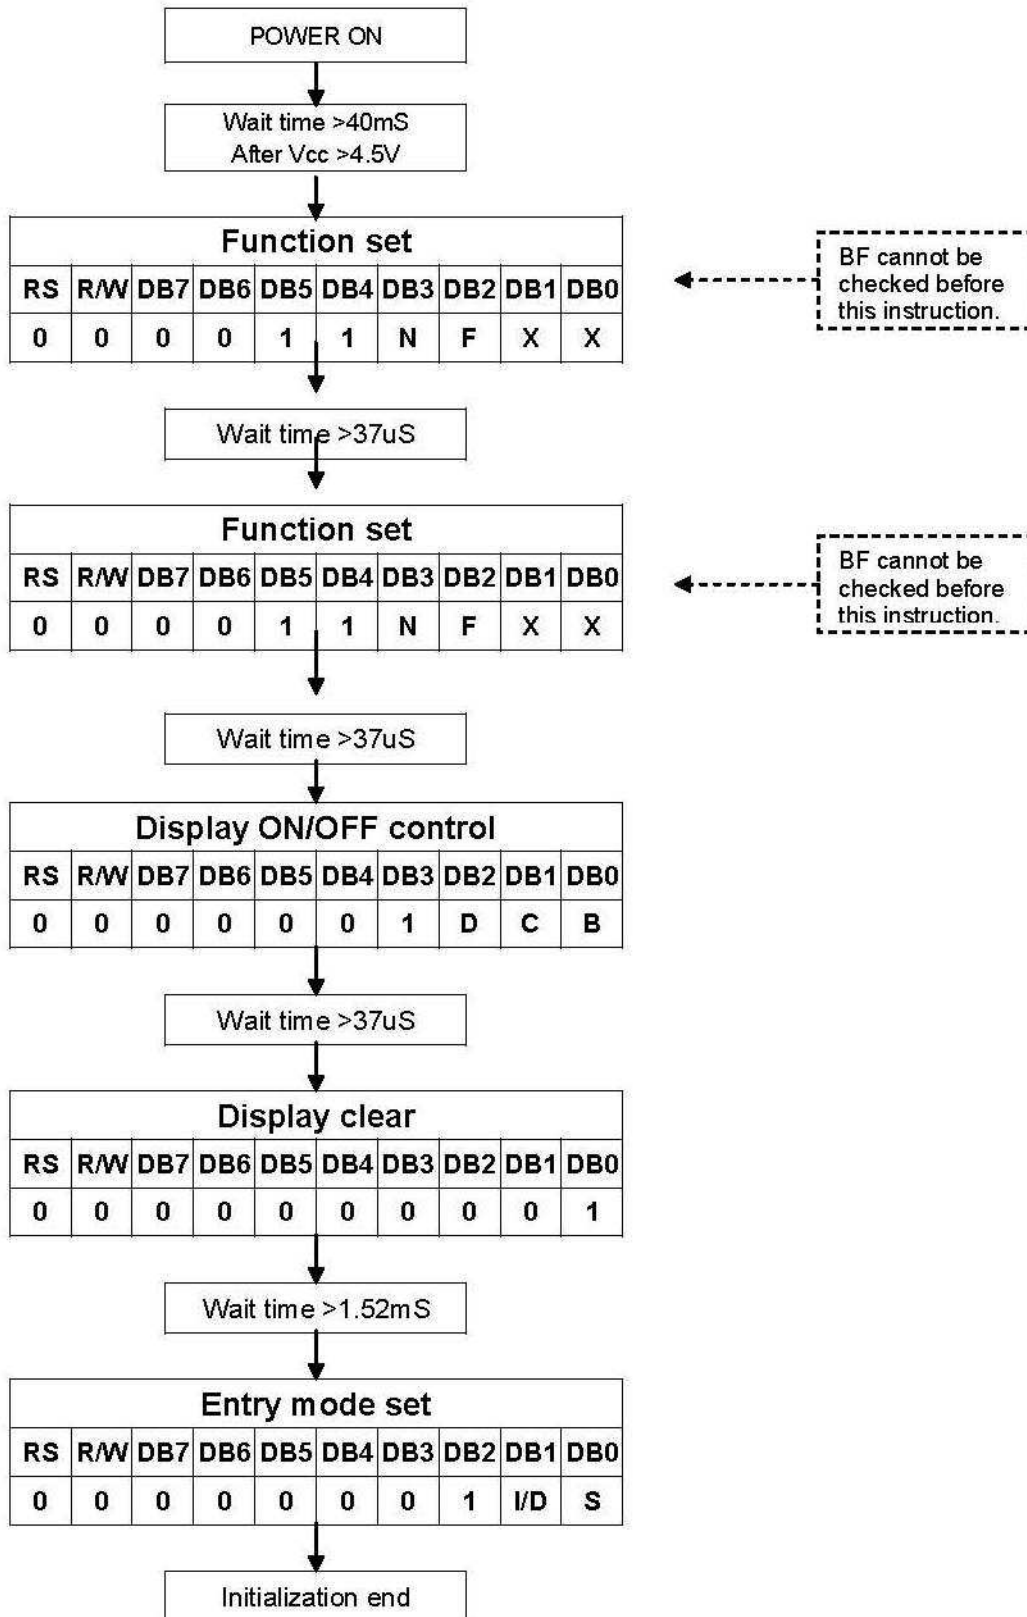 POWER ON
Wait time >40mS
After Vcc >4.5V
Function set
RS R/W DB7 DB6 DB5 DB4 DB3 DB2 DB1 DB0
0 0 0 0 1 1 N F X X
BF cannot be
checked before
this instruction.
Wait time >37uS
Function set
RS R/W DB7 DB6 DB5 DB4 DB3 DB2 DB1 DB0
0 0 0 0 1 1 N F X X
BF cannot be
checked before
this instruction.
Wait time >37uS
Display ON/OFF control
RS R/W DB7 DB6 DB5 DB4 DB3 DB2 DB1 DB0
0 0 0 0 0 0 1 D C B
Wait time >37uS
Display clear
RS R/W DB7 DB6 DB5 DB4 DB3 DB2 DB1 DB0
0 0 0 0 0 0 0 0 0 1
Wait time >1.52mS
Entry mode set
RS R/W DB7 DB6 DB5 DB4 DB3 DB2 DB1 DB0
0 0 0 0 0 0 0 1 I/D S
Initialization end